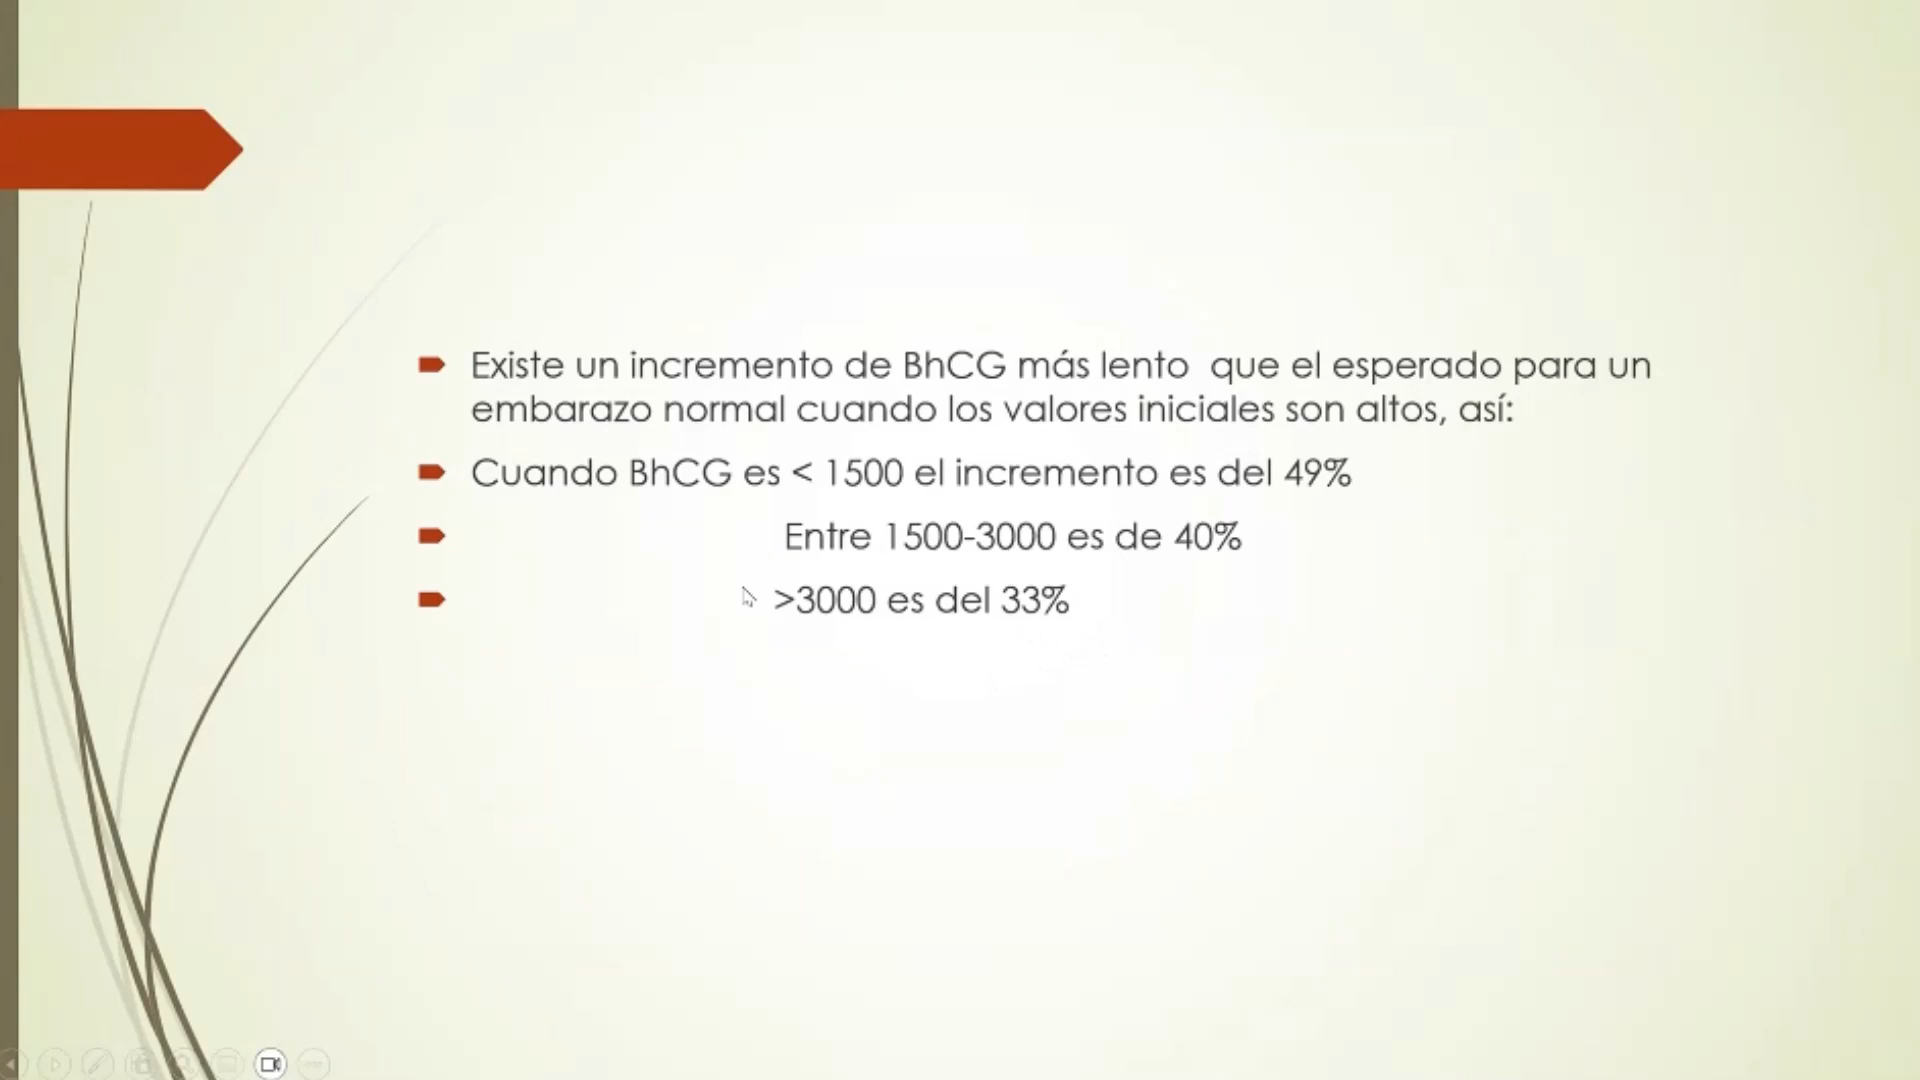 Existe un incremento de BhCG más lento  que el esperado para un
embarazo normal cuando los valores iniciales son altos, así:
Cuando BhCG es < 1500 el incremento es del 49%
Entre 1500-3000 es de 40%
>3000 es del 33%